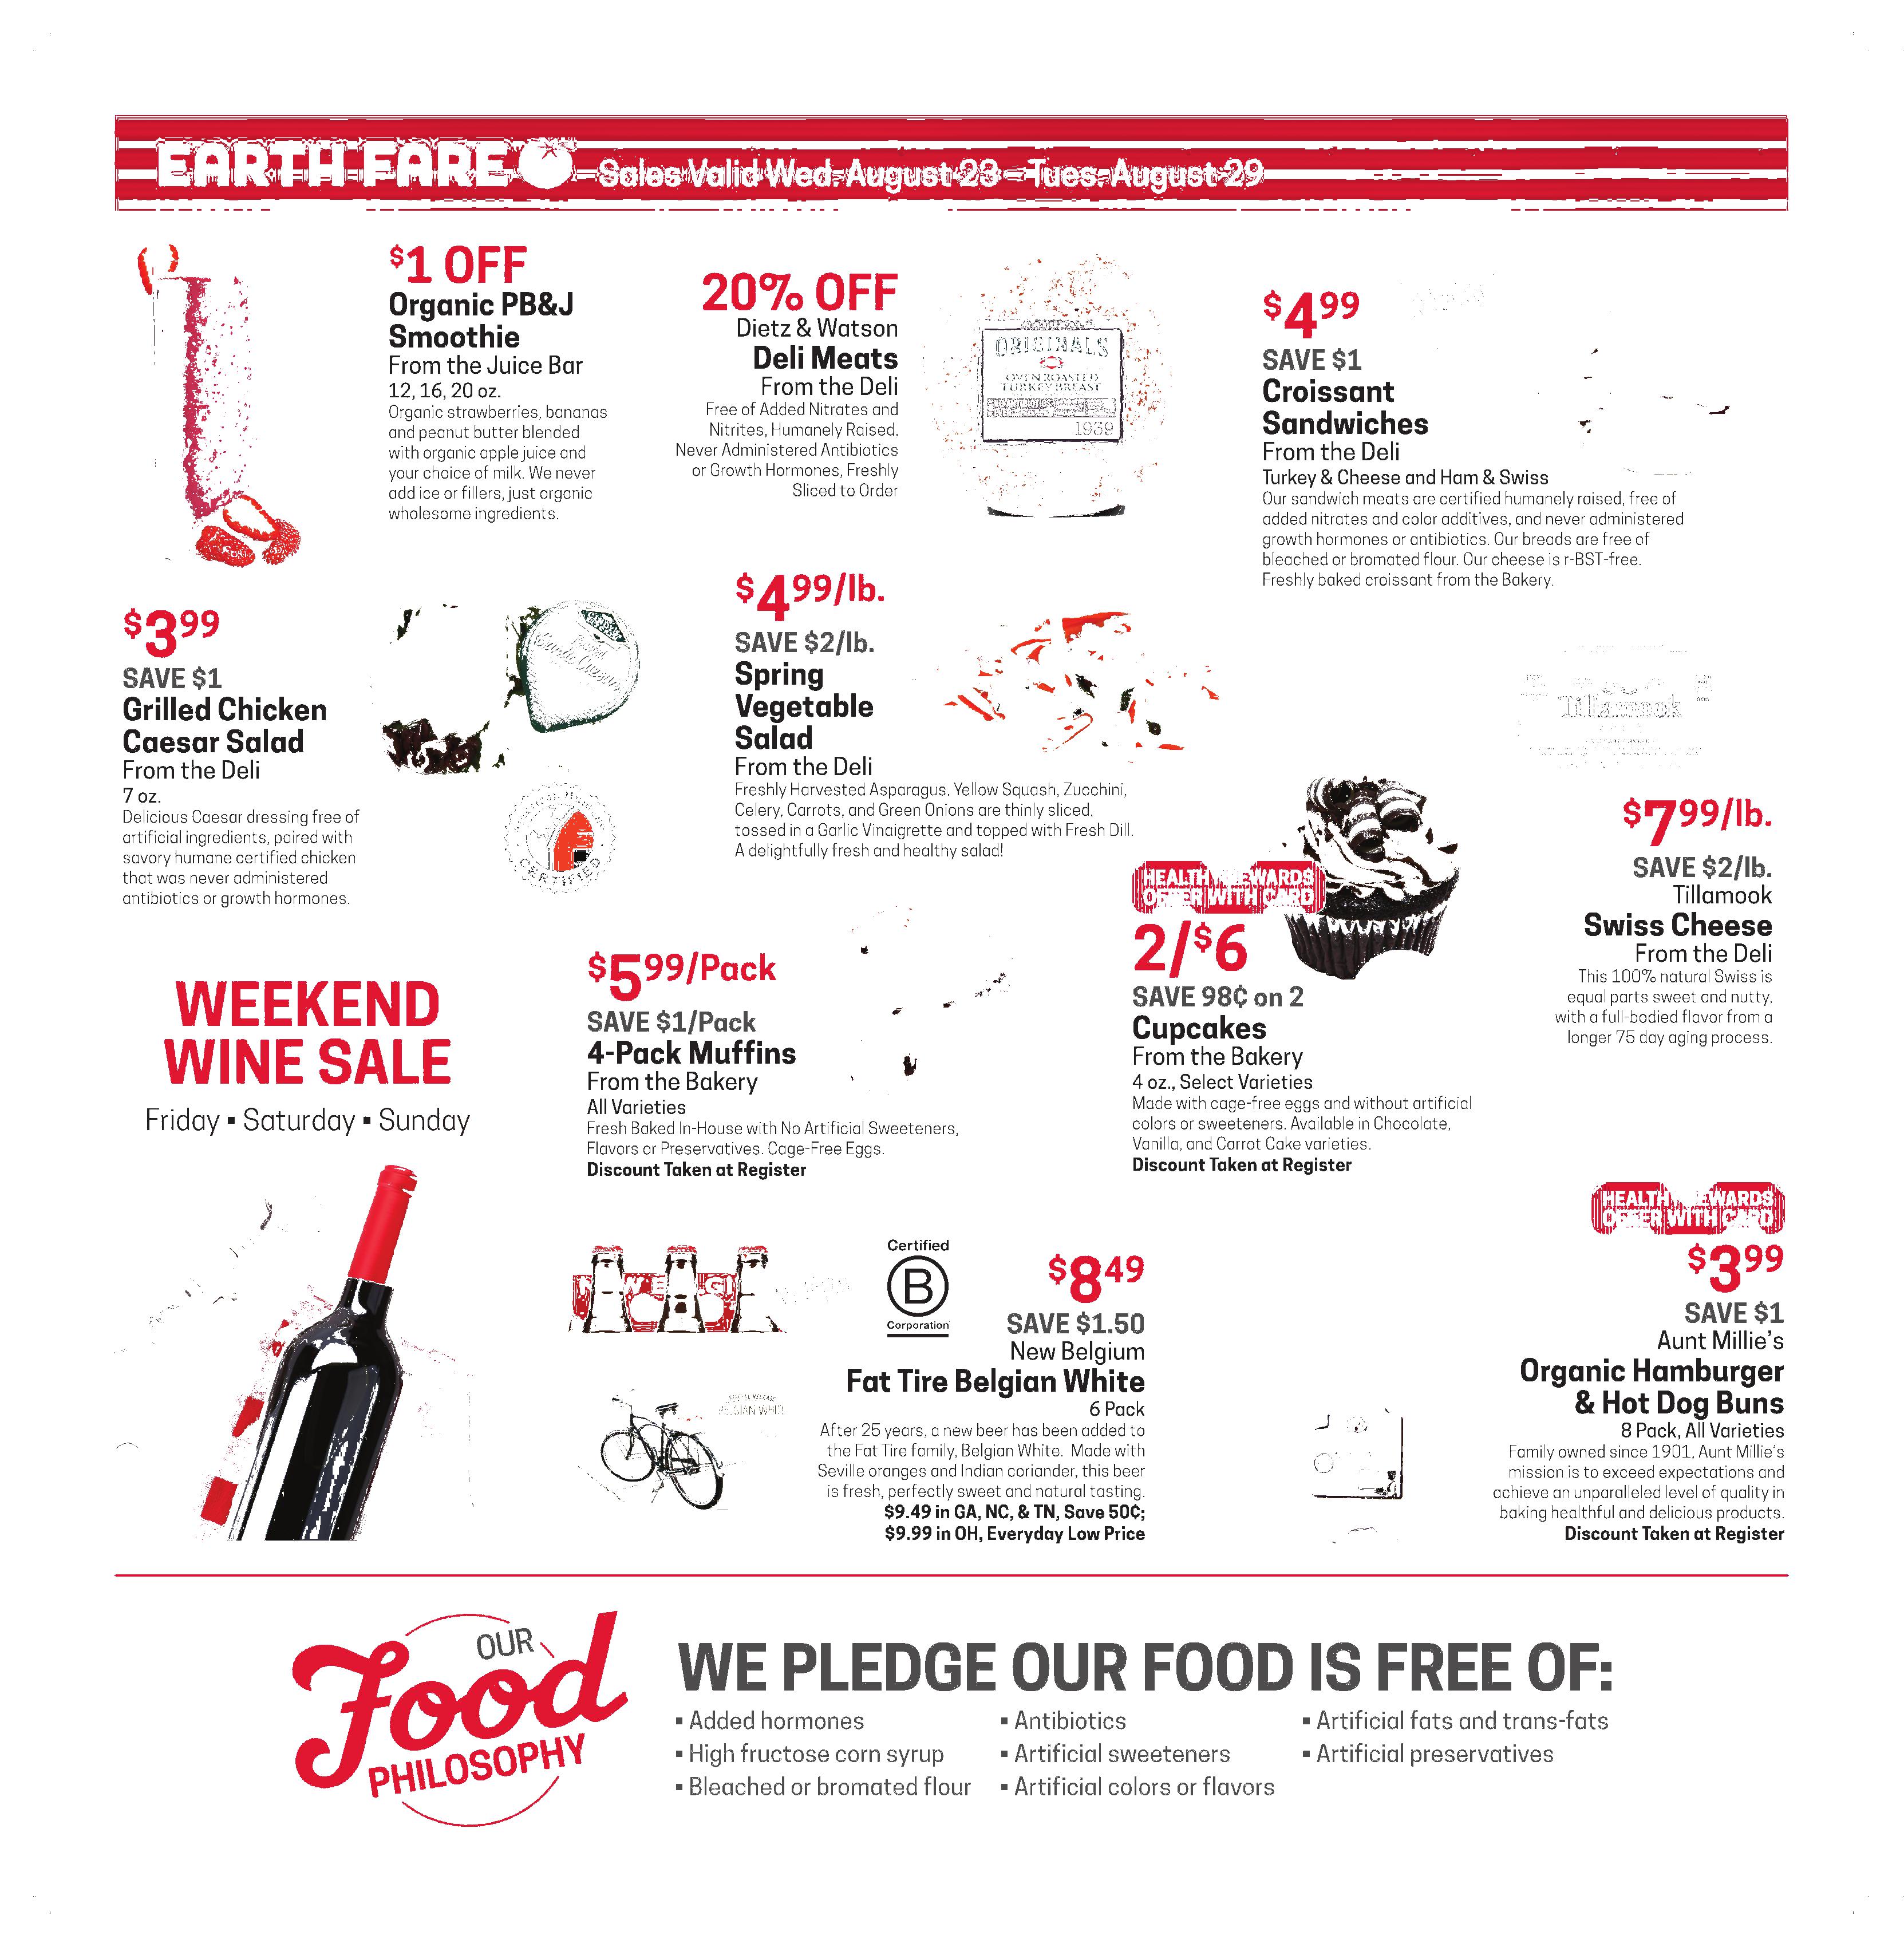 EARTH FARE Sales Valid Wed. August 23 – Tues. August 29
$1 OFF
Organic PB&J
Smoothie
From the Juice Bar
12, 16, 20 oz.
Organic strawberries, bananas
and peanut butter blended
with organic apple juice and
your choice of milk. We never
add ice or fillers, just organic
wholesome ingredients.
20% OFF
Dietz & Watson
Deli Meats
From the Deli
Free of Added Nitrates and
Nitrites, Humanely Raised,
Never Administered Antibiotics
or Growth Hormones, Freshly
Sliced to Order
ORIGINALS
OVEN ROASTED
TURKEY BREAST
1939
$4 99
SAVE $1
Croissant
Sandwiches
From the Deli
Turkey & Cheese and Ham & Swiss
Our sandwich meats are certified humanely raised, free of
added nitrates and color additives, and never administered
growth hormones or antibiotics. Our breads are free of
bleached or bromated flour. Our cheese is r-BST-free.
Freshly baked croissant from the Bakery.
$3 99
SAVE $1
Grilled Chicken
Caesar Salad
From the Deli
7 oz.
Delicious Caesar dressing free of
artificial ingredients, paired with
savory humane certified chicken
that was never administered
antibiotics or growth hormones.
CERTIFIED
$4 99/lb.
SAVE $2/lb.
Spring
Vegetable
Salad
From the Deli
Freshly Harvested Asparagus, Yellow Squash, Zucchini,
Celery, Carrots, and Green Onions are thinly sliced,
tossed in a Garlic Vinaigrette and topped with Fresh Dill.
A delightfully fresh and healthy salad!
Tillamook
$7 99/lb.
SAVE $2/lb.
Tillamook
Swiss Cheese
From the Deli
This 100% natural Swiss is
equal parts sweet and nutty,
with a full-bodied flavor from a
longer 75 day aging process.
WEEKEND
WINE SALE
Friday ▪ Saturday ▪ Sunday
$5 99/Pack
SAVE $1/Pack
4-Pack Muffins
From the Bakery
All Varieties
Fresh Baked In-House with No Artificial Sweeteners,
Flavors or Preservatives. Cage-Free Eggs.
Discount Taken at Register
HEALTHY REWARDS
OFFER WITH CARD
2/$6
SAVE 98¢ on 2
Cupcakes
From the Bakery
4 oz., Select Varieties
Made with cage-free eggs and without artificial
colors or sweeteners. Available in Chocolate,
Vanilla, and Carrot Cake varieties.
Discount Taken at Register
BELGIAN WHITE
Certified
B
Corporation
$8 49
SAVE $1.50
New Belgium
Fat Tire Belgian White
6 Pack
After 25 years, a new beer has been added to
the Fat Tire family, Belgian White. Made with
Seville oranges and Indian coriander, this beer
is fresh, perfectly sweet and natural tasting.
$9.49 in GA, NC, & TN, Save 50¢;
$9.99 in OH, Everyday Low Price
HEALTHY REWARDS
OFFER WITH CARD
$3 99
SAVE $1
Aunt Millie's
Organic Hamburger
& Hot Dog Buns
8 Pack, All Varieties
Family owned since 1901, Aunt Millie's
mission is to exceed expectations and
achieve an unparalleled level of quality in
baking healthful and delicious products.
Discount Taken at Register
OUR
Food
PHILOSOPHY
WE PLEDGE OUR FOOD IS FREE OF:
▪ Added hormones
▪ High fructose corn syrup
▪ Bleached or bromated flour
▪ Antibiotics
▪ Artificial sweeteners
▪ Artificial colors or flavors
▪ Artificial fats and trans-fats
▪ Artificial preservatives